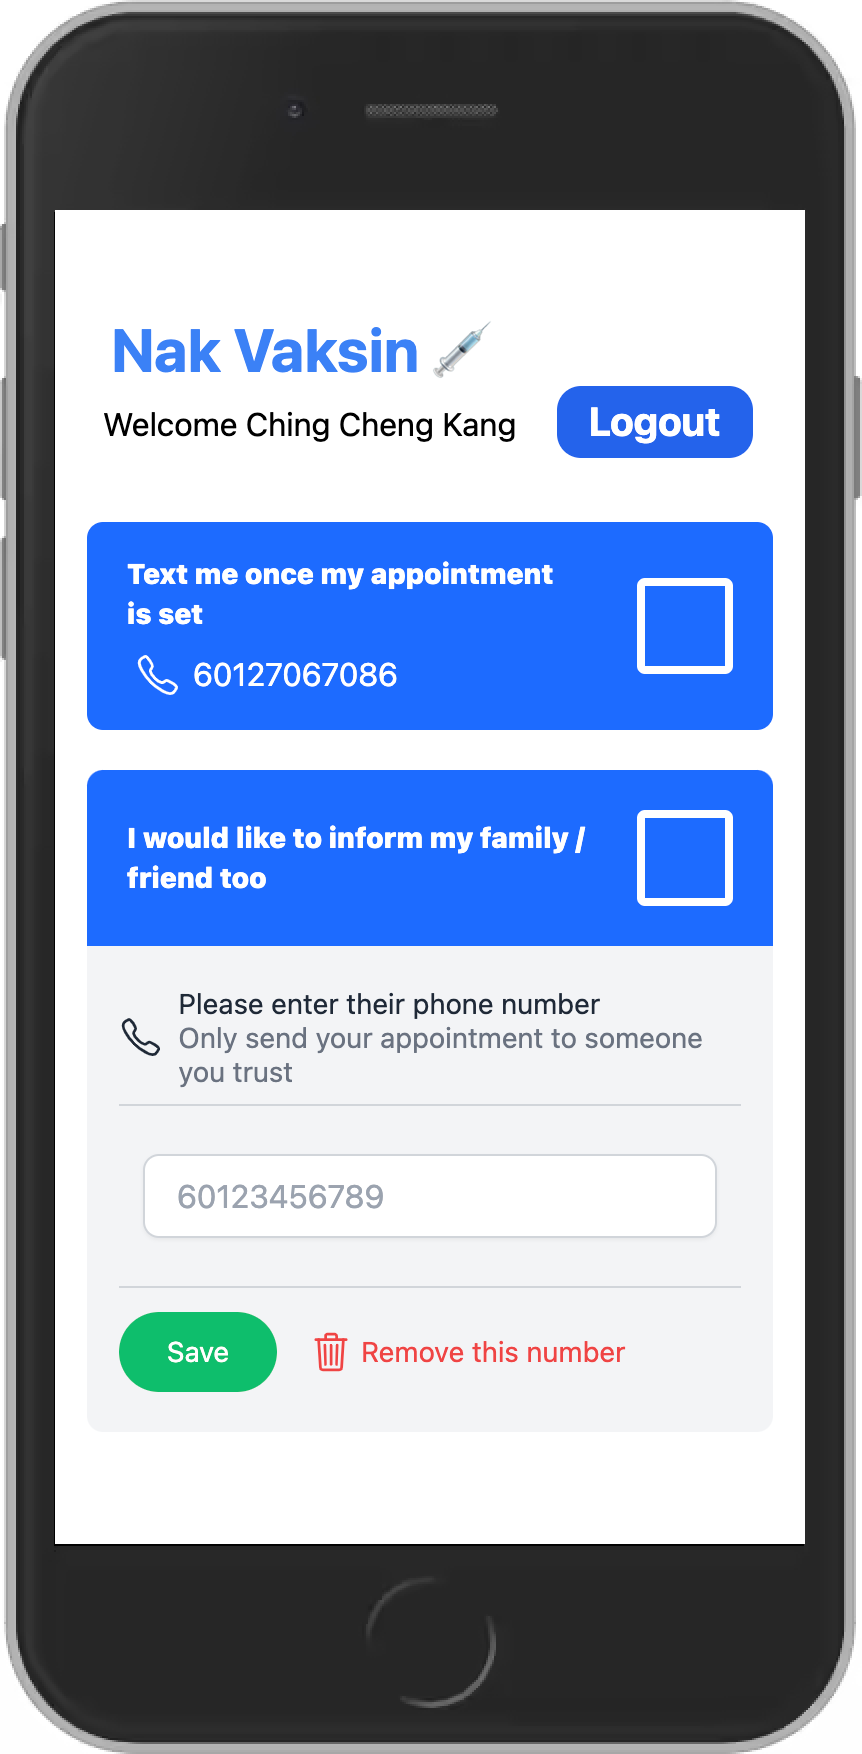 Nak Vaksin
Welcome Ching Cheng Kang
Logout
Text me once my appointment
is set
60127067086
I would like to inform my family /
friend too
Please enter their phone number
Only send your appointment to someone
you trust
60123456789
Save
Remove this number